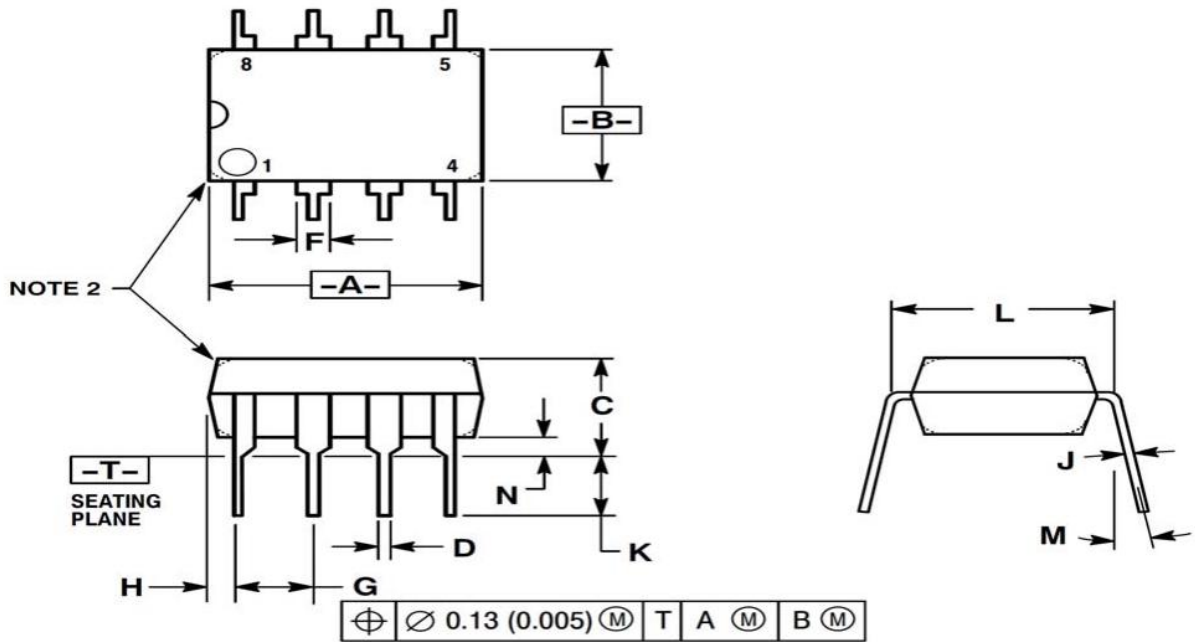 8 5
–B–
1 4
F
–A–
NOTE 2
L
C
–T–
SEATING
PLANE
N
J
M
D K
H G
⌖ ∅ 0.13 (0.005) Ⓜ T A Ⓜ B Ⓜ